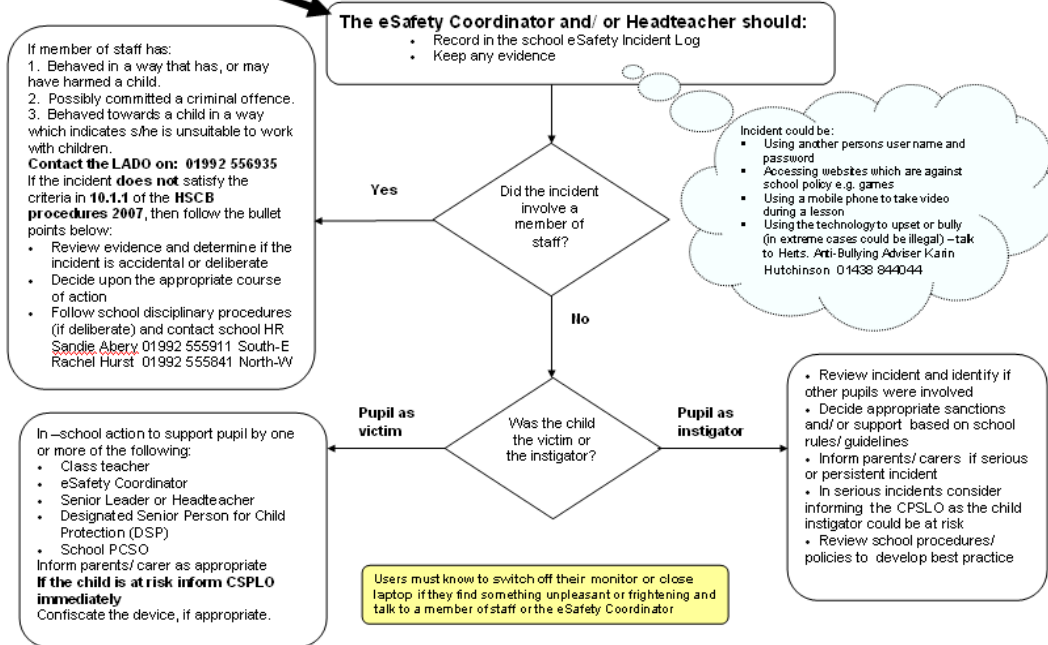 The eSafety Coordinator and/ or Headteacher should:
• Record in the school eSafety Incident Log
• Keep any evidence
If member of staff has:
1. Behaved in a way that has, or may
have harmed a child.
2. Possibly committed a criminal offence.
3. Behaved towards a child in a way
which indicates s/he is unsuitable to work
with children.
Contact the LADO on: 01992 556935
If the incident does not satisfy the
criteria in 10.1.1 of the HSCB
procedures 2007, then follow the bullet
points below:
• Review evidence and determine if the
incident is accidental or deliberate
• Decide upon the appropriate course
of action
• Follow school disciplinary procedures
(if deliberate) and contact school HR
Sandie Abery 01992 555911 South-E
Rachel Hurst 01992 555841 North-W
Yes
Did the incident
involve a
member of
staff?
Incident could be:
▪ Using another persons user name and
password
▪ Accessing websites which are against
school policy e.g. games
▪ Using a mobile phone to take video
during a lesson
▪ Using the technology to upset or bully
(in extreme cases could be illegal) – talk
to Herts. Anti-Bullying Adviser Karin
Hutchinson 01438 844044
No
Pupil as
victim
Was the child
the victim or
the instigator?
Pupil as
instigator
In –school action to support pupil by one
or more of the following:
• Class teacher
• eSafety Coordinator
• Senior Leader or Headteacher
• Designated Senior Person for Child
Protection (DSP)
• School PCSO
Inform parents/ carer as appropriate
If the child is at risk inform CSPLO
immediately
Confiscate the device, if appropriate.
• Review incident and identify if
other pupils were involved
• Decide appropriate sanctions
and/ or support based on school
rules/ guidelines
• Inform parents/ carers if serious
or persistent incident
• In serious incidents consider
informing the CPSLO as the child
instigator could be at risk
• Review school procedures/
policies to develop best practice
Users must know to switch off their monitor or close
laptop if they find something unpleasant or frightening and
talk to a member of staff or the eSafety Coordinator